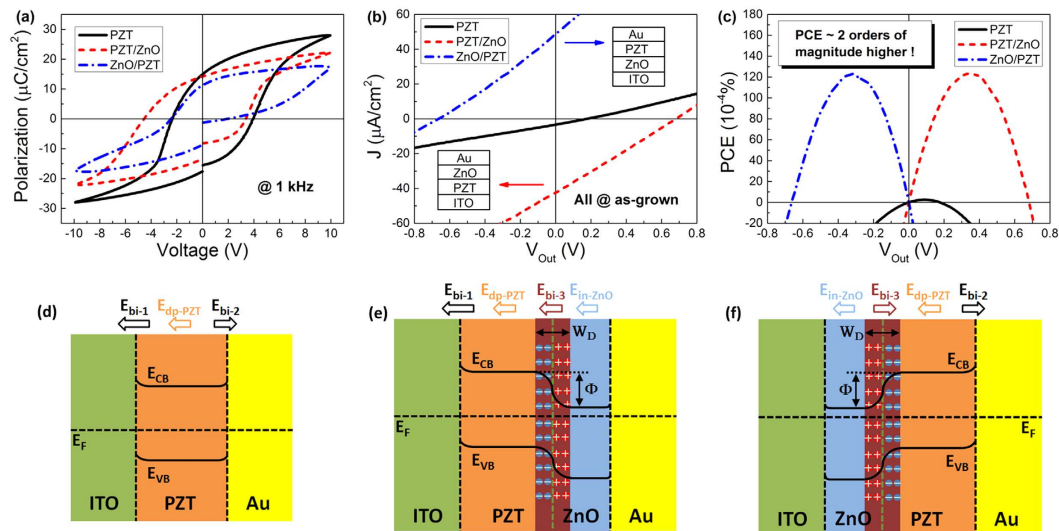 (a)
PZT
PZT/ZnO
ZnO/PZT
Polarization (μC/cm²)
30
20
10
0
-10
-20
-30
@ 1 kHz
-10 -8 -6 -4 -2 0 2 4 6 8 10
Voltage (V)
(b)
PZT
PZT/ZnO
ZnO/PZT
J (μA/cm²)
60
40
20
0
-20
-40
-60
Au
PZT
ZnO
ITO
Au
ZnO
PZT
ITO
All @ as-grown
-0.8 -0.6 -0.4 -0.2 0.0 0.2 0.4 0.6 0.8
V_Out (V)
(c)
PCE ~ 2 orders of
magnitude higher !
PZT
PZT/ZnO
ZnO/PZT
PCE (10⁻⁴%)
180
160
140
120
100
80
60
40
20
0
-20
-0.8 -0.6 -0.4 -0.2 0.0 0.2 0.4 0.6 0.8
V_Out (V)
(d)
E_bi-1 E_dp-PZT E_bi-2
E_CB
E_F
E_VB
ITO PZT Au
(e)
E_bi-1 E_dp-PZT E_bi-3 E_in-ZnO
W_D
E_CB
Φ
E_F
E_VB
ITO PZT ZnO Au
(f)
E_in-ZnO E_bi-3 E_dp-PZT E_bi-2
W_D
E_CB
Φ
E_F
E_VB
ITO ZnO PZT Au